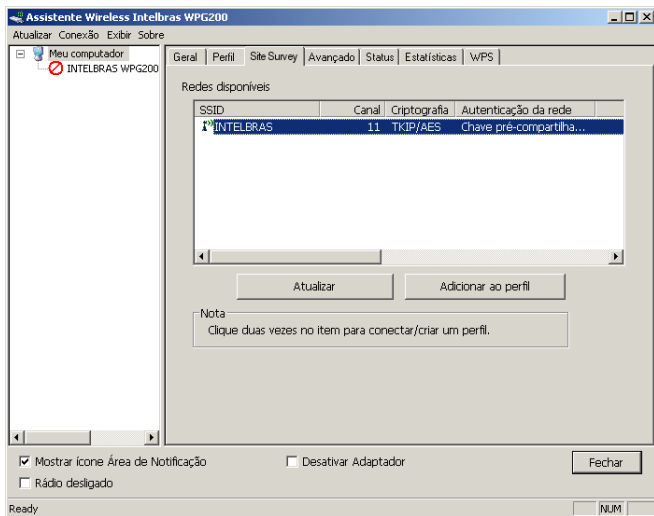 Assistente Wireless Intelbras WPG200
Atualizar Conexão Exibir Sobre
Meu computador
INTELBRAS WPG200
Geral Perfil Site Survey Avançado Status Estatísticas WPS
Redes disponíveis
SSID Canal Criptografia Autenticação da rede
INTELBRAS 11 TKIP/AES Chave pré-compartilha...
Atualizar Adicionar ao perfil
Nota
Clique duas vezes no item para conectar/criar um perfil.
Mostrar ícone Área de Notificação Desativar Adaptador Fechar
Rádio desligado
Ready NUM